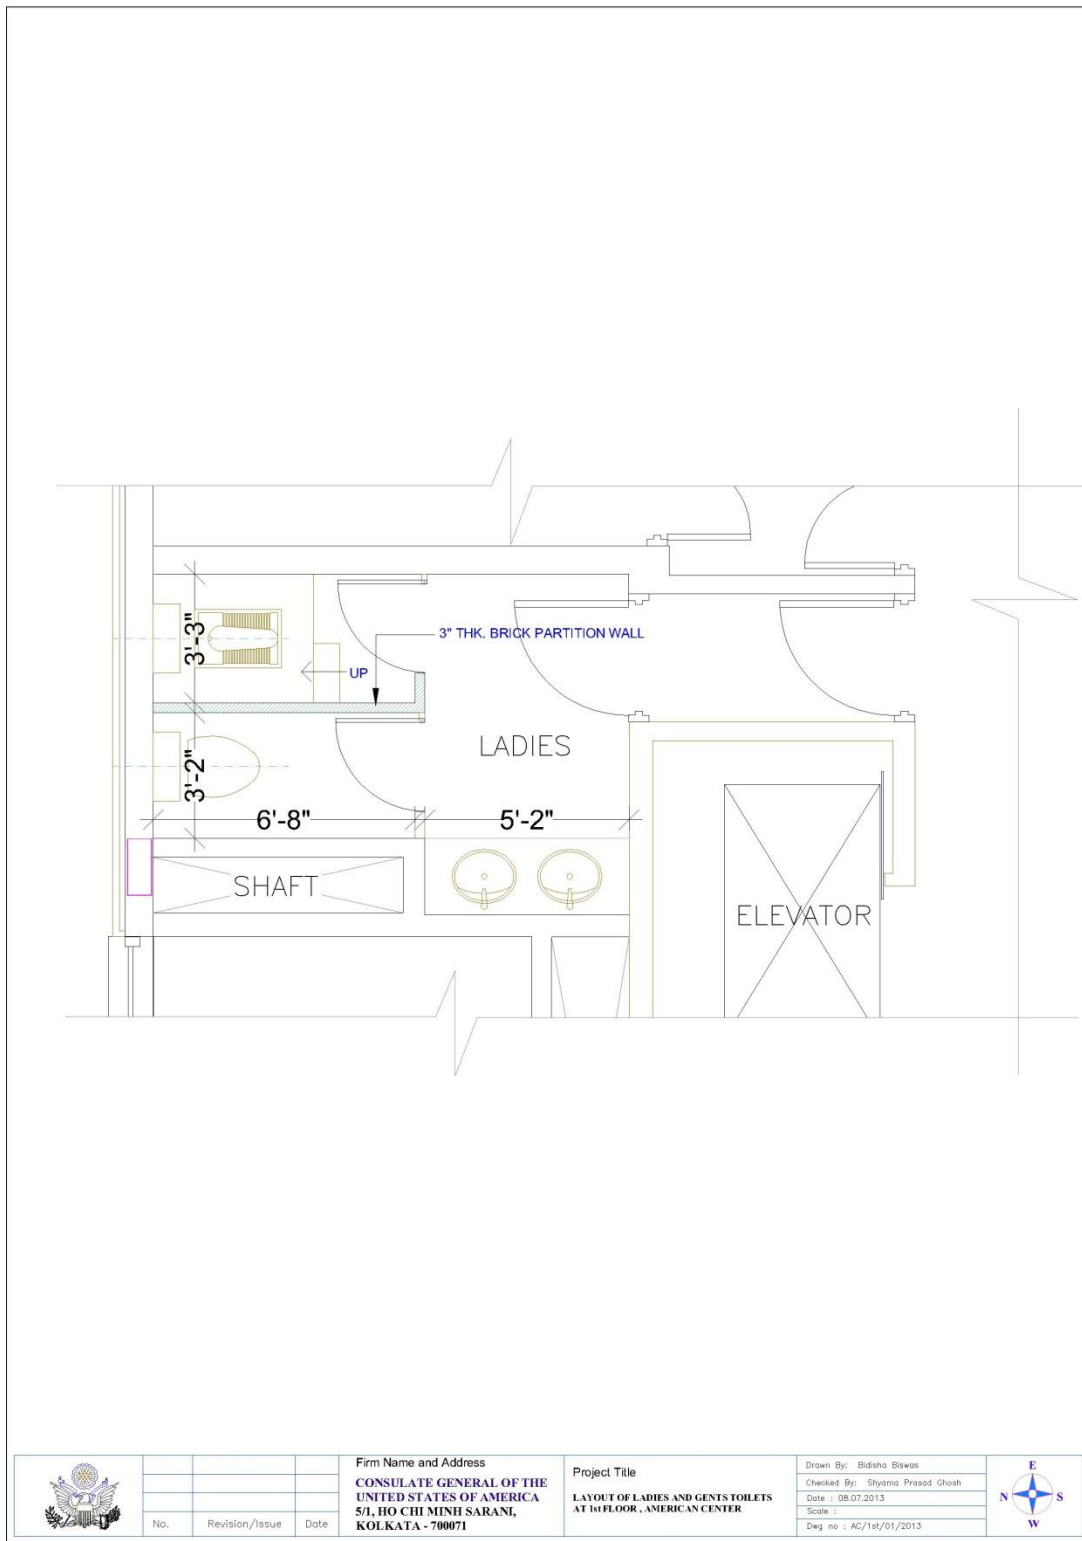 3'-3"
3" THK. BRICK PARTITION WALL
UP
LADIES
3'-2"
6'-8"
5'-2"
SHAFT
ELEVATOR
No.
Revision/Issue
Date
Firm Name and Address
CONSULATE GENERAL OF THE
UNITED STATES OF AMERICA
5/1, HO CHI MINH SARANI,
KOLKATA - 700071
Project Title
LAYOUT OF LADIES AND GENTS TOILETS
AT 1st FLOOR , AMERICAN CENTER
Drawn By: Bidisha Biswas
Checked By: Shyama Prasad Ghosh
Date : 08.07.2013
Scale :
Dwg no : AC/1st/01/2013
E
N
S
W